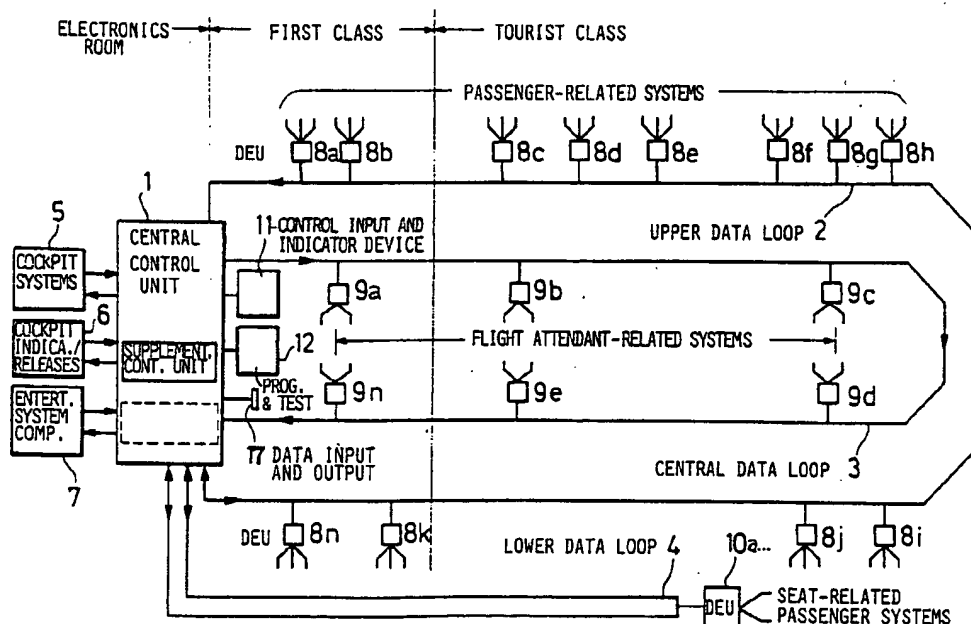 ELECTRONICS ROOM
FIRST CLASS
TOURIST CLASS
PASSENGER-RELATED SYSTEMS
DEU
8a
8b
8c
8d
8e
8f
8g
8h
1
5
CENTRAL CONTROL UNIT
11-CONTROL INPUT AND INDICATOR DEVICE
UPPER DATA LOOP 2
COCKPIT SYSTEMS
9a
9b
9c
6
COCKPIT INDICA./ RELEASES
SUPPLEMENT. CONT. UNIT
12
FLIGHT ATTENDANT-RELATED SYSTEMS
PROG. & TEST
9n
9e
9d
ENTERT. SYSTEM COMP.
7
17 DATA INPUT AND OUTPUT
CENTRAL DATA LOOP 3
DEU
8n
8k
8j
8i
LOWER DATA LOOP 4
10a...
DEU
SEAT-RELATED PASSENGER SYSTEMS